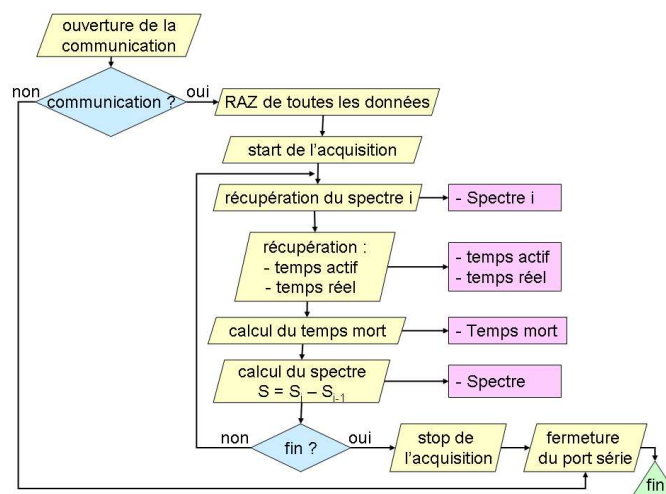 ouverture de la
communication
non
communication ?
oui
RAZ de toutes les données
start de l'acquisition
récupération du spectre i
- Spectre i
récupération :
- temps actif
- temps réel
- temps actif
- temps réel
calcul du temps mort
- Temps mort
calcul du spectre
S = Si – Si-1
- Spectre
non
fin ?
oui
stop de
l'acquisition
fermeture
du port série
fin